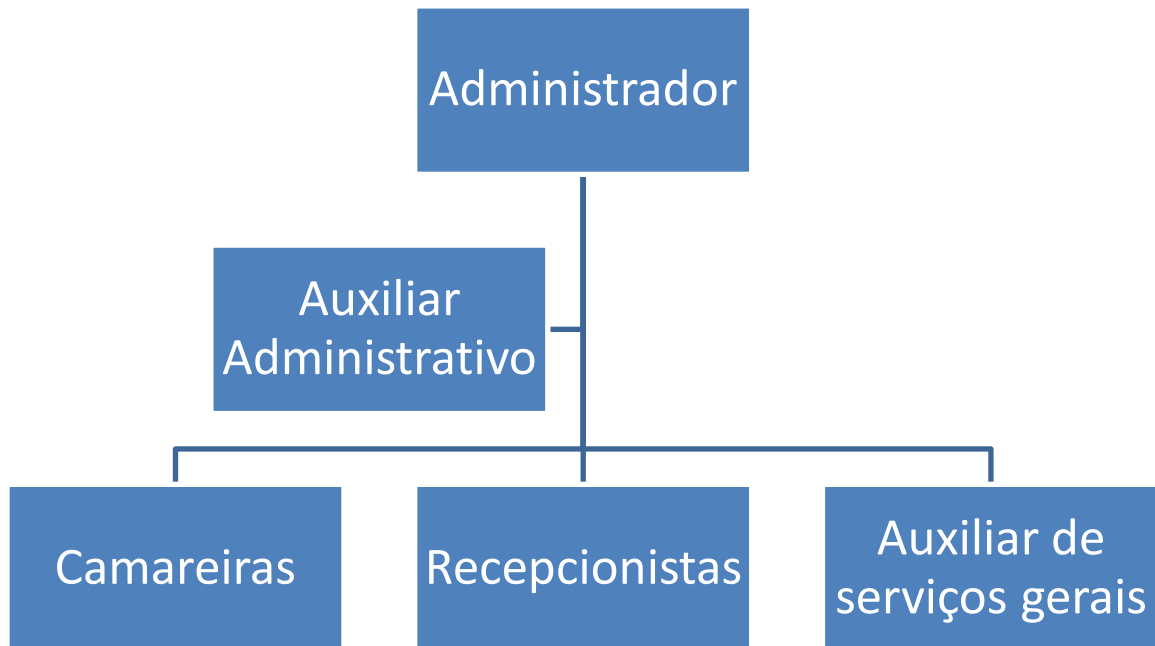 Administrador
Auxiliar
Administrativo
Camareiras
Recepcionistas
Auxiliar de
serviços gerais